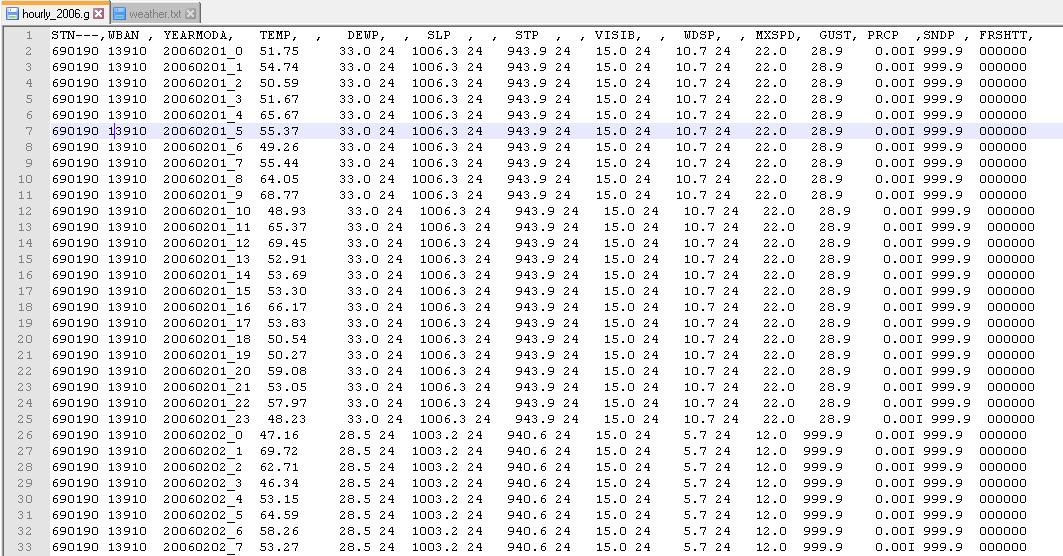 hourly_2006.g weather.txt
1 STN---,WBAN , YEARMODA, TEMP, , DEWP, , SLP , , STP , , VISIB, , WDSP, , MXSPD, GUST, PRCP ,SNDP , FRSHTT,
2 690190 13910 20060201_0 51.75 33.0 24 1006.3 24 943.9 24 15.0 24 10.7 24 22.0 28.9 0.00I 999.9 000000
3 690190 13910 20060201_1 54.74 33.0 24 1006.3 24 943.9 24 15.0 24 10.7 24 22.0 28.9 0.00I 999.9 000000
4 690190 13910 20060201_2 50.59 33.0 24 1006.3 24 943.9 24 15.0 24 10.7 24 22.0 28.9 0.00I 999.9 000000
5 690190 13910 20060201_3 51.67 33.0 24 1006.3 24 943.9 24 15.0 24 10.7 24 22.0 28.9 0.00I 999.9 000000
6 690190 13910 20060201_4 65.67 33.0 24 1006.3 24 943.9 24 15.0 24 10.7 24 22.0 28.9 0.00I 999.9 000000
7 690190 13910 20060201_5 55.37 33.0 24 1006.3 24 943.9 24 15.0 24 10.7 24 22.0 28.9 0.00I 999.9 000000
8 690190 13910 20060201_6 49.26 33.0 24 1006.3 24 943.9 24 15.0 24 10.7 24 22.0 28.9 0.00I 999.9 000000
9 690190 13910 20060201_7 55.44 33.0 24 1006.3 24 943.9 24 15.0 24 10.7 24 22.0 28.9 0.00I 999.9 000000
10 690190 13910 20060201_8 64.05 33.0 24 1006.3 24 943.9 24 15.0 24 10.7 24 22.0 28.9 0.00I 999.9 000000
11 690190 13910 20060201_9 68.77 33.0 24 1006.3 24 943.9 24 15.0 24 10.7 24 22.0 28.9 0.00I 999.9 000000
12 690190 13910 20060201_10 48.93 33.0 24 1006.3 24 943.9 24 15.0 24 10.7 24 22.0 28.9 0.00I 999.9 000000
13 690190 13910 20060201_11 65.37 33.0 24 1006.3 24 943.9 24 15.0 24 10.7 24 22.0 28.9 0.00I 999.9 000000
14 690190 13910 20060201_12 69.45 33.0 24 1006.3 24 943.9 24 15.0 24 10.7 24 22.0 28.9 0.00I 999.9 000000
15 690190 13910 20060201_13 52.91 33.0 24 1006.3 24 943.9 24 15.0 24 10.7 24 22.0 28.9 0.00I 999.9 000000
16 690190 13910 20060201_14 53.69 33.0 24 1006.3 24 943.9 24 15.0 24 10.7 24 22.0 28.9 0.00I 999.9 000000
17 690190 13910 20060201_15 53.30 33.0 24 1006.3 24 943.9 24 15.0 24 10.7 24 22.0 28.9 0.00I 999.9 000000
18 690190 13910 20060201_16 66.17 33.0 24 1006.3 24 943.9 24 15.0 24 10.7 24 22.0 28.9 0.00I 999.9 000000
19 690190 13910 20060201_17 53.83 33.0 24 1006.3 24 943.9 24 15.0 24 10.7 24 22.0 28.9 0.00I 999.9 000000
20 690190 13910 20060201_18 50.54 33.0 24 1006.3 24 943.9 24 15.0 24 10.7 24 22.0 28.9 0.00I 999.9 000000
21 690190 13910 20060201_19 50.27 33.0 24 1006.3 24 943.9 24 15.0 24 10.7 24 22.0 28.9 0.00I 999.9 000000
22 690190 13910 20060201_20 59.08 33.0 24 1006.3 24 943.9 24 15.0 24 10.7 24 22.0 28.9 0.00I 999.9 000000
23 690190 13910 20060201_21 53.05 33.0 24 1006.3 24 943.9 24 15.0 24 10.7 24 22.0 28.9 0.00I 999.9 000000
24 690190 13910 20060201_22 57.97 33.0 24 1006.3 24 943.9 24 15.0 24 10.7 24 22.0 28.9 0.00I 999.9 000000
25 690190 13910 20060201_23 48.23 33.0 24 1006.3 24 943.9 24 15.0 24 10.7 24 22.0 28.9 0.00I 999.9 000000
26 690190 13910 20060202_0 47.16 28.5 24 1003.2 24 940.6 24 15.0 24 5.7 24 12.0 999.9 0.00I 999.9 000000
27 690190 13910 20060202_1 69.72 28.5 24 1003.2 24 940.6 24 15.0 24 5.7 24 12.0 999.9 0.00I 999.9 000000
28 690190 13910 20060202_2 62.71 28.5 24 1003.2 24 940.6 24 15.0 24 5.7 24 12.0 999.9 0.00I 999.9 000000
29 690190 13910 20060202_3 46.34 28.5 24 1003.2 24 940.6 24 15.0 24 5.7 24 12.0 999.9 0.00I 999.9 000000
30 690190 13910 20060202_4 53.15 28.5 24 1003.2 24 940.6 24 15.0 24 5.7 24 12.0 999.9 0.00I 999.9 000000
31 690190 13910 20060202_5 64.59 28.5 24 1003.2 24 940.6 24 15.0 24 5.7 24 12.0 999.9 0.00I 999.9 000000
32 690190 13910 20060202_6 58.26 28.5 24 1003.2 24 940.6 24 15.0 24 5.7 24 12.0 999.9 0.00I 999.9 000000
33 690190 13910 20060202_7 53.27 28.5 24 1003.2 24 940.6 24 15.0 24 5.7 24 12.0 999.9 0.00I 999.9 000000